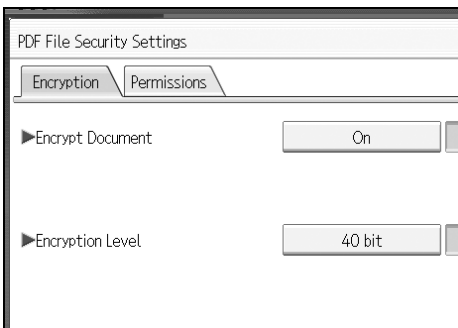 PDF File Security Settings
Encryption Permissions
▶Encrypt Document On
▶Encryption Level 40 bit